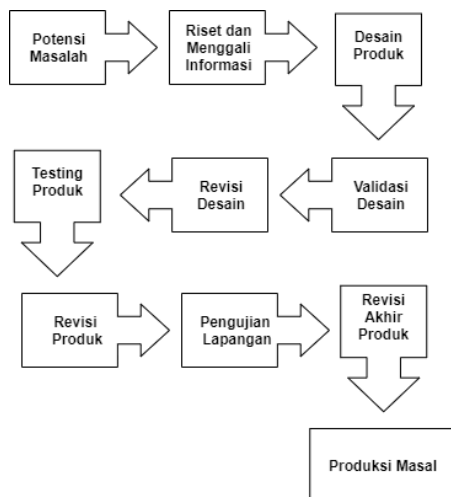 Potensi
Masalah
Riset dan
Menggali
Informasi
Desain
Produk
Validasi
Desain
Revisi
Desain
Testing
Produk
Revisi
Produk
Pengujian
Lapangan
Revisi
Akhir
Produk
Produksi Masal